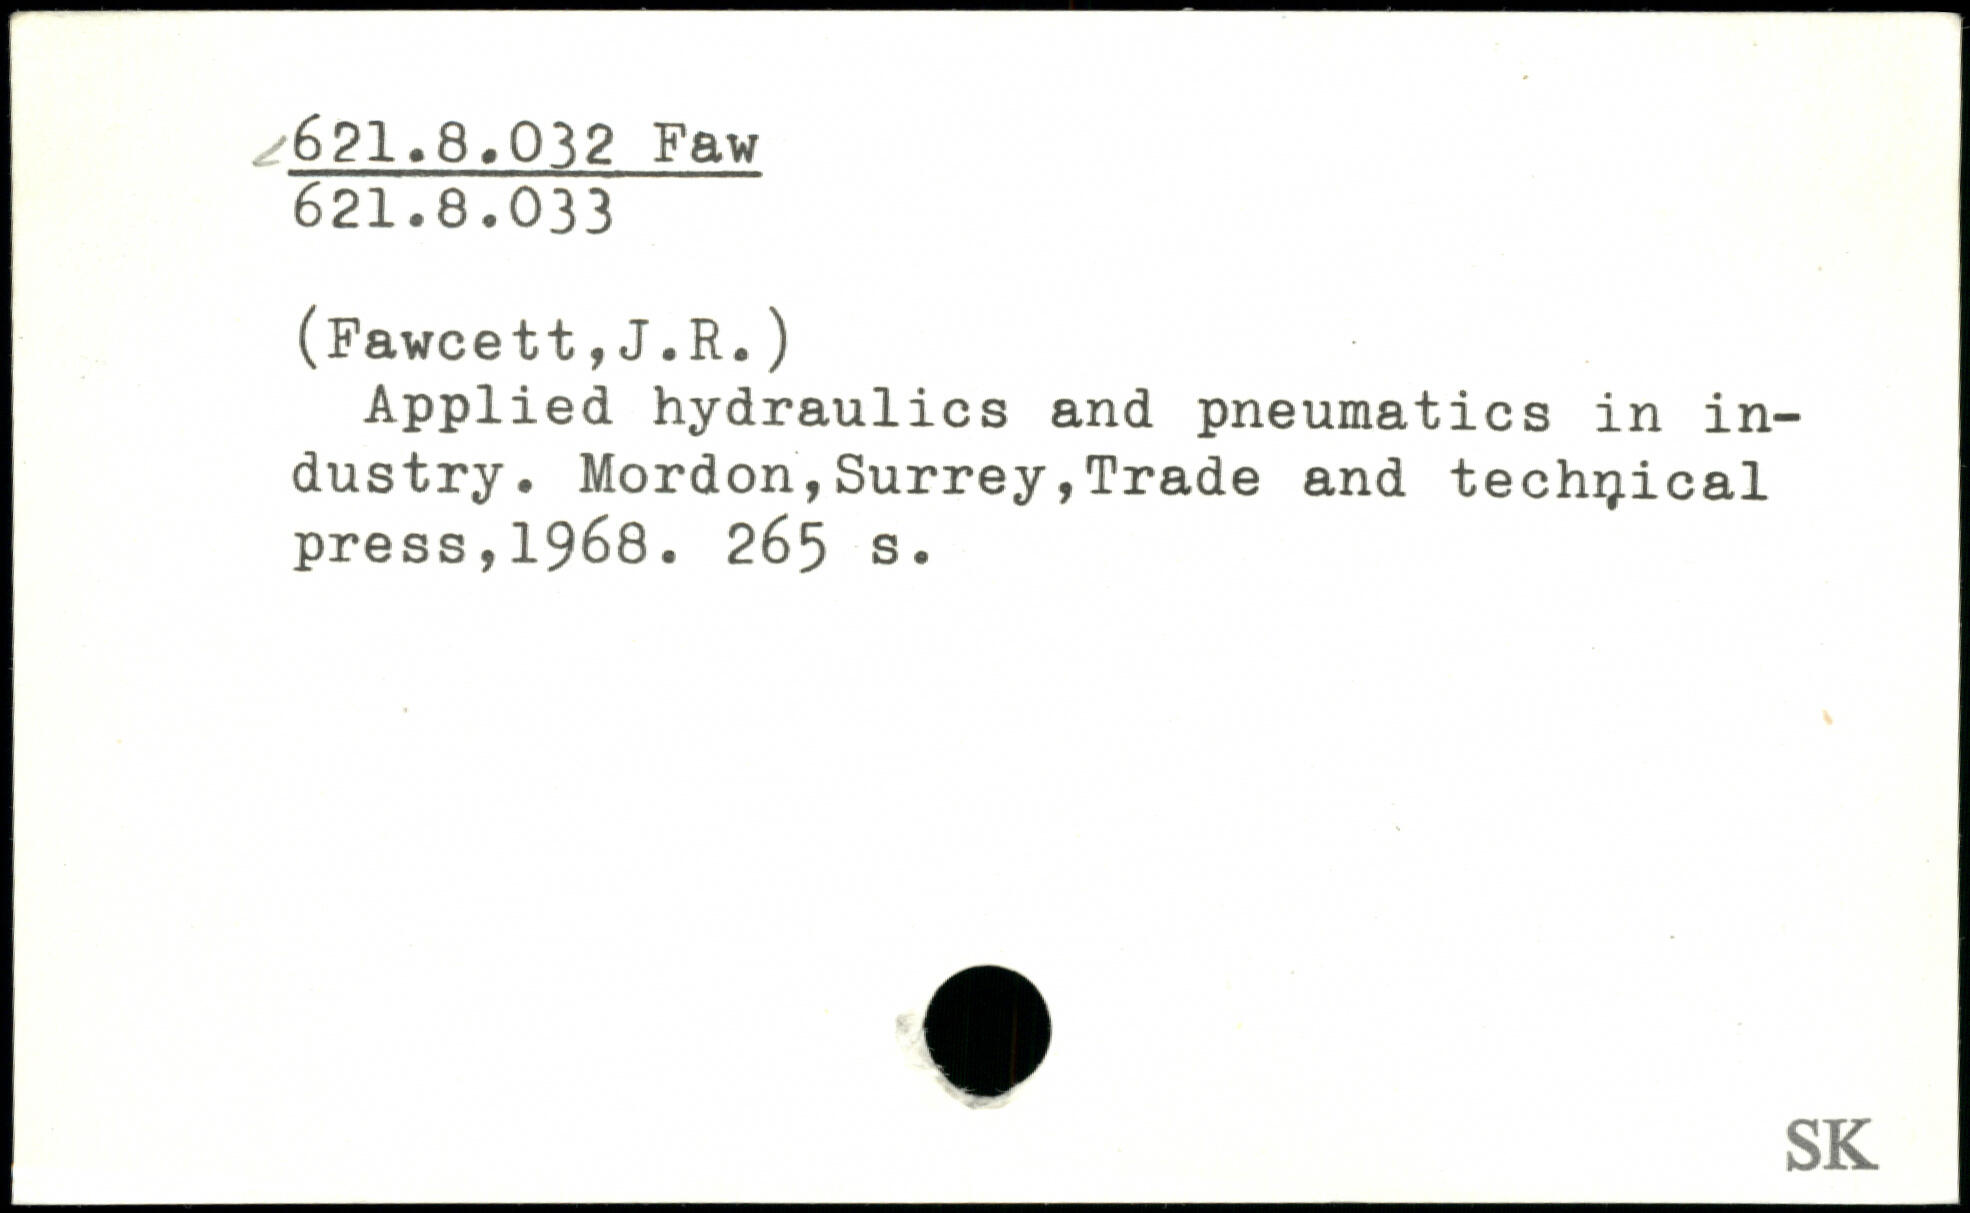 621.8.032 Faw
621.8.033
(Fawcett,J.R.)
Applied hydraulics and pneumatics in in-
dustry. Mordon,Surrey,Trade and technical
press,1968. 265 s.
SK